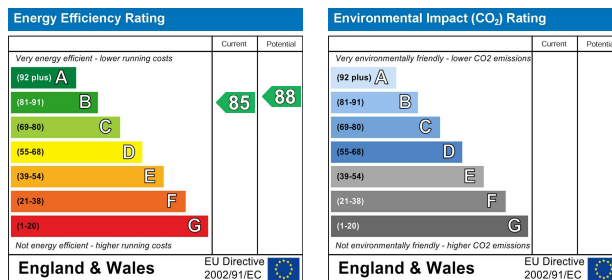 Energy Efficiency Rating
Current Potential
Very energy efficient - lower running costs
(92 plus) A
(81-91) B
85 88
(69-80) C
(55-68) D
(39-54) E
(21-38) F
(1-20) G
Not energy efficient - higher running costs
England & Wales
EU Directive
2002/91/EC
Environmental Impact (CO₂) Rating
Current Potential
Very environmentally friendly - lower CO2 emissions
(92 plus) A
(81-91) B
(69-80) C
(55-68) D
(39-54) E
(21-38) F
(1-20) G
Not environmentally friendly - higher CO2 emissions
England & Wales
EU Directive
2002/91/EC